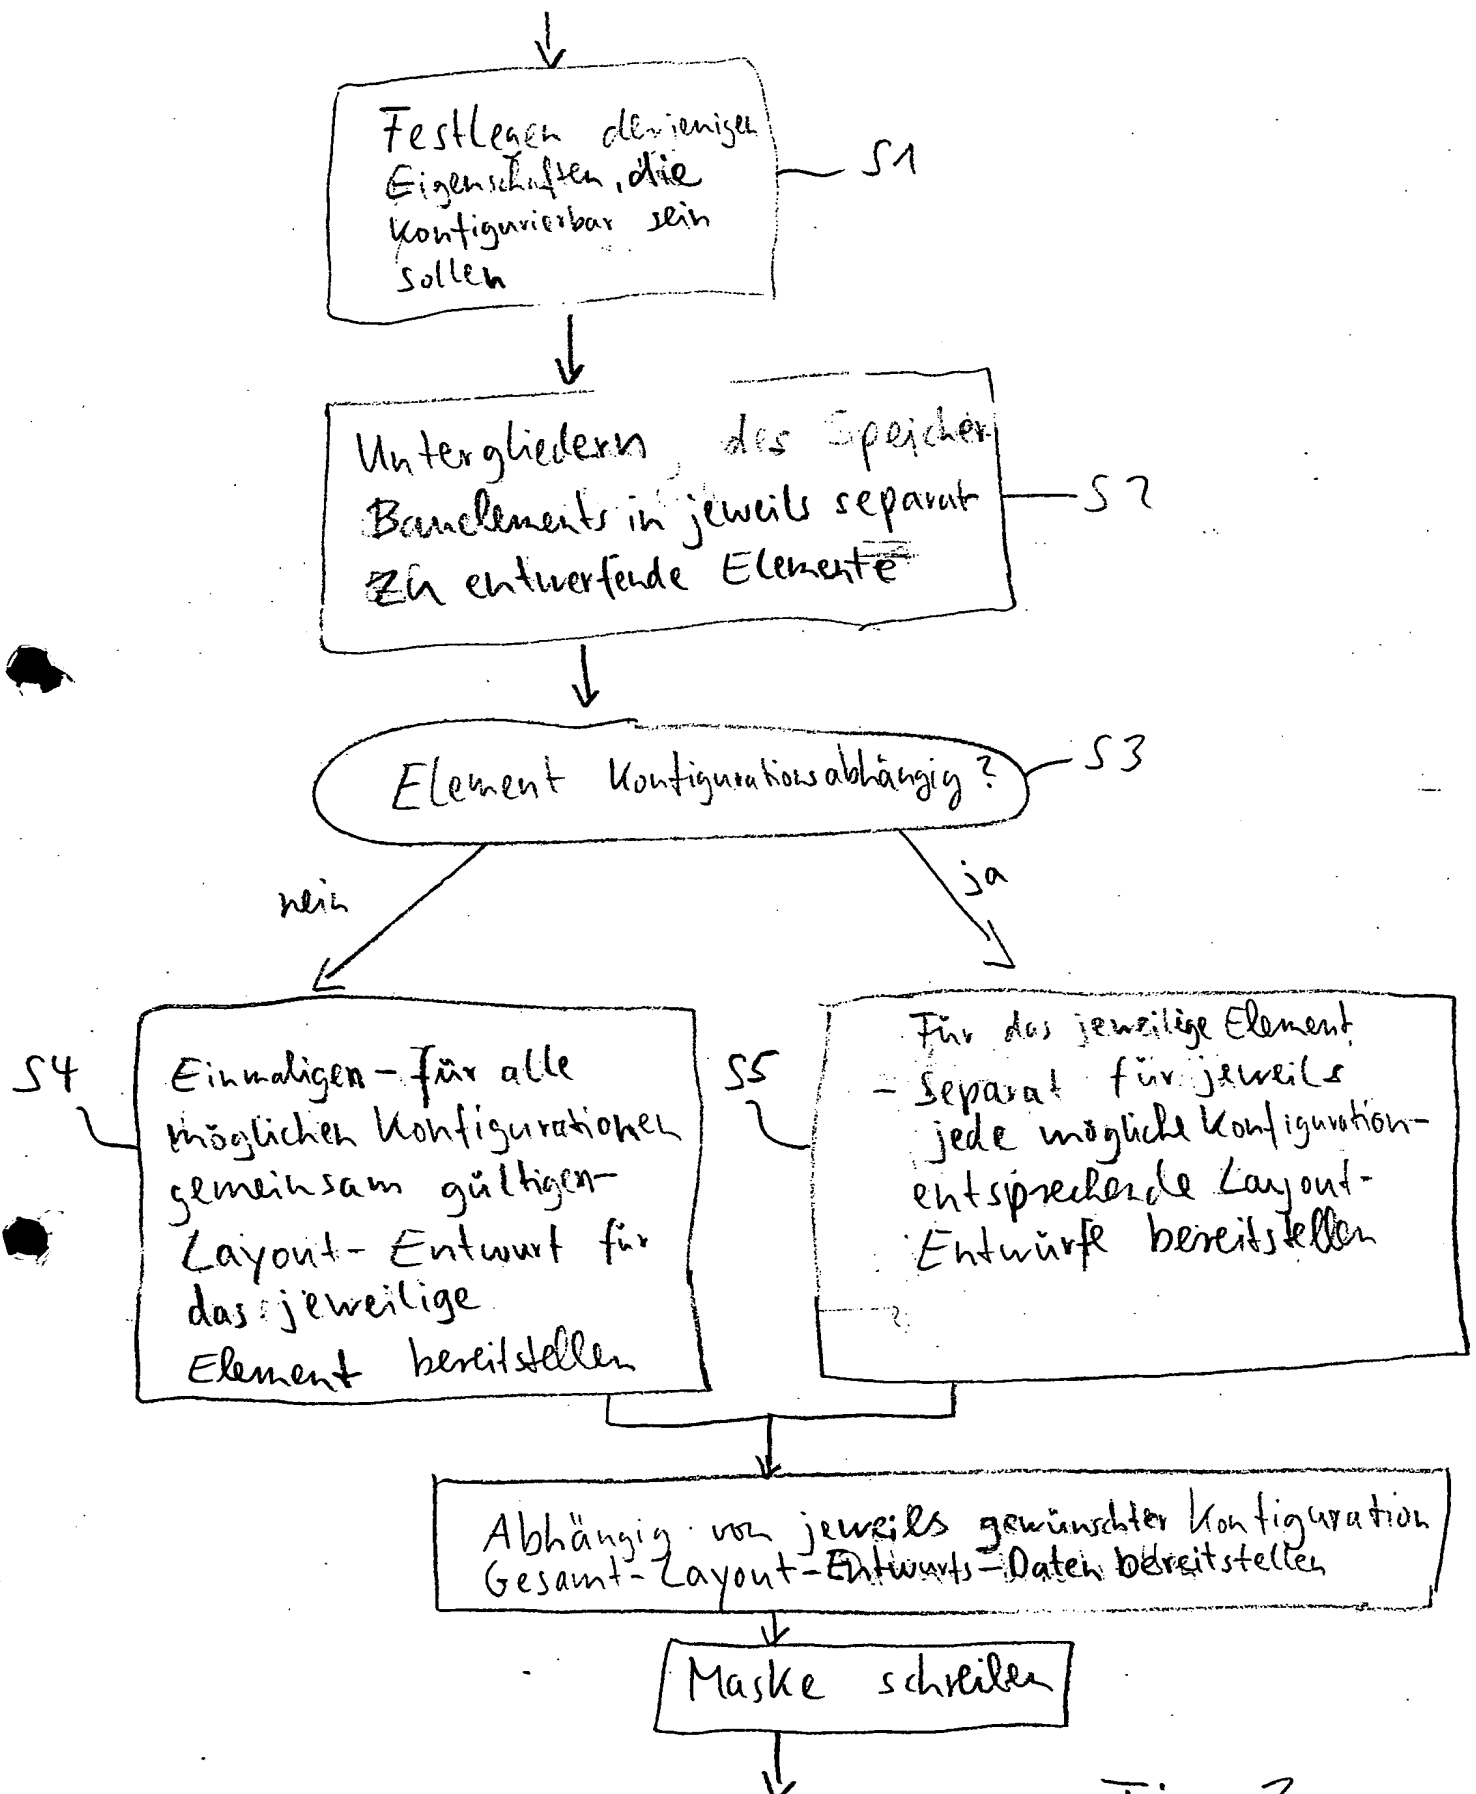 Festlegen derjenigen
Eigenschaften, die
konfigurierbar sein
sollen
S1
Untergliedern des Speicher
Bauelements in jeweils separat
zu entwerfende Elemente
S2
Element konfigurationsabhängig?
S3
nein
ja
S4
Einmaligen - für alle
möglichen Konfigurationen
gemeinsam gültigen -
Layout - Entwurf für
das jeweilige
Element bereitstellen
S5
Für das jeweilige Element
- separat für jeweils
jede mögliche Konfiguration -
entsprechende Layout -
Entwürfe bereitstellen
Abhängig von jeweils gewünschter Konfiguration
Gesamt - Layout - Entwurfs - Daten bereitstellen
Maske schreiben